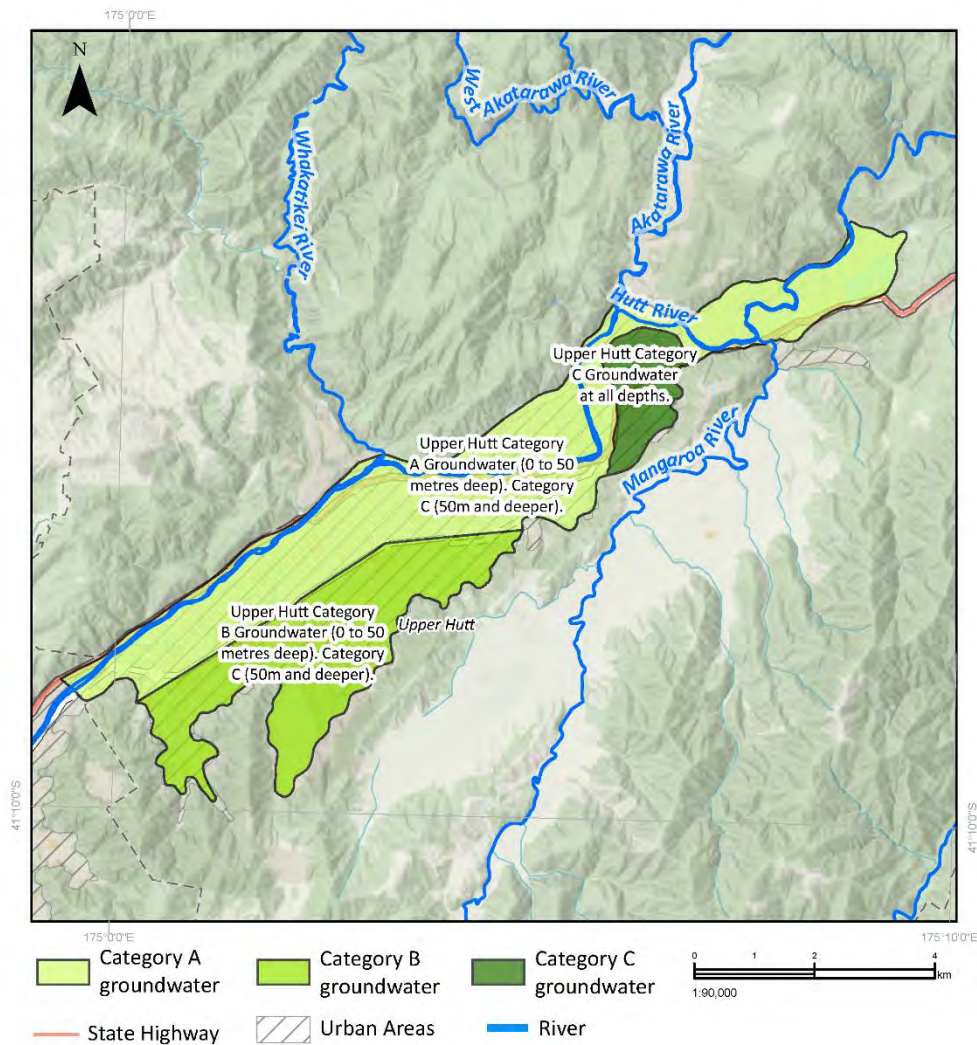 175°0'0"E
N
West
Akatarawa River
Whakatikei River
Akatarawa River
Hutt River
Upper Hutt Category
C Groundwater
at all depths.
Mangaroa River
Upper Hutt Category
A Groundwater (0 to 50
metres deep). Category
C (50m and deeper).
Upper Hutt Category
B Groundwater (0 to 50
metres deep). Category
C (50m and deeper).
Upper Hutt
41°10'0"S
41°10'0"S
175°0'0"E
175°10'0"E
Category A
groundwater
Category B
groundwater
Category C
groundwater
0 1 2 4
km
1:90,000
State Highway
Urban Areas
River